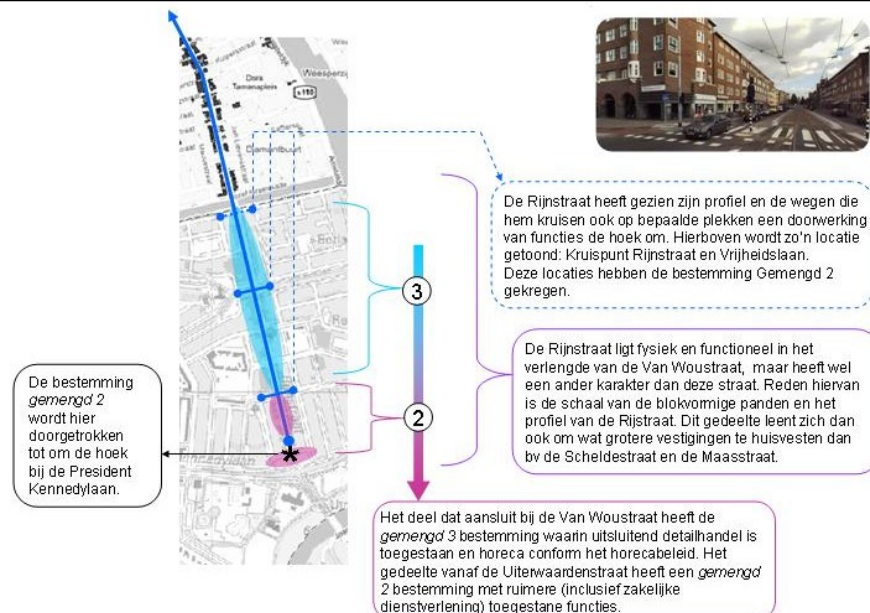 Dora
Tamanaplein
Weesperzij
s 110
Diamantbuurt
De Rijnstraat heeft gezien zijn profiel en de wegen die
hem kruisen ook op bepaalde plekken een doorwerking
van functies de hoek om. Hierboven wordt zo'n locatie
getoond: Kruispunt Rijnstraat en Vrijheidslaan.
Deze locaties hebben de bestemming Gemengd 2
gekregen.
3
De Rijnstraat ligt fysiek en functioneel in het
verlengde van de Van Woustraat, maar heeft wel
een ander karakter dan deze straat. Reden hiervan
is de schaal van de blokvormige panden en het
profiel van de Rijstraat. Dit gedeelte leent zich dan
ook om wat grotere vestigingen te huisvesten dan
bv de Scheldestraat en de Maasstraat.
De bestemming
gemengd 2
wordt hier
doorgetrokken
tot om de hoek
bij de President
Kennedylaan.
2
*
Het deel dat aansluit bij de Van Woustraat heeft de
gemengd 3 bestemming waarin uitsluitend detailhandel is
toegestaan en horeca conform het horecabeleid. Het
gedeelte vanaf de Uiterwaardenstraat heeft een gemengd
2 bestemming met ruimere (inclusief zakelijke
dienstverlening) toegestane functies.